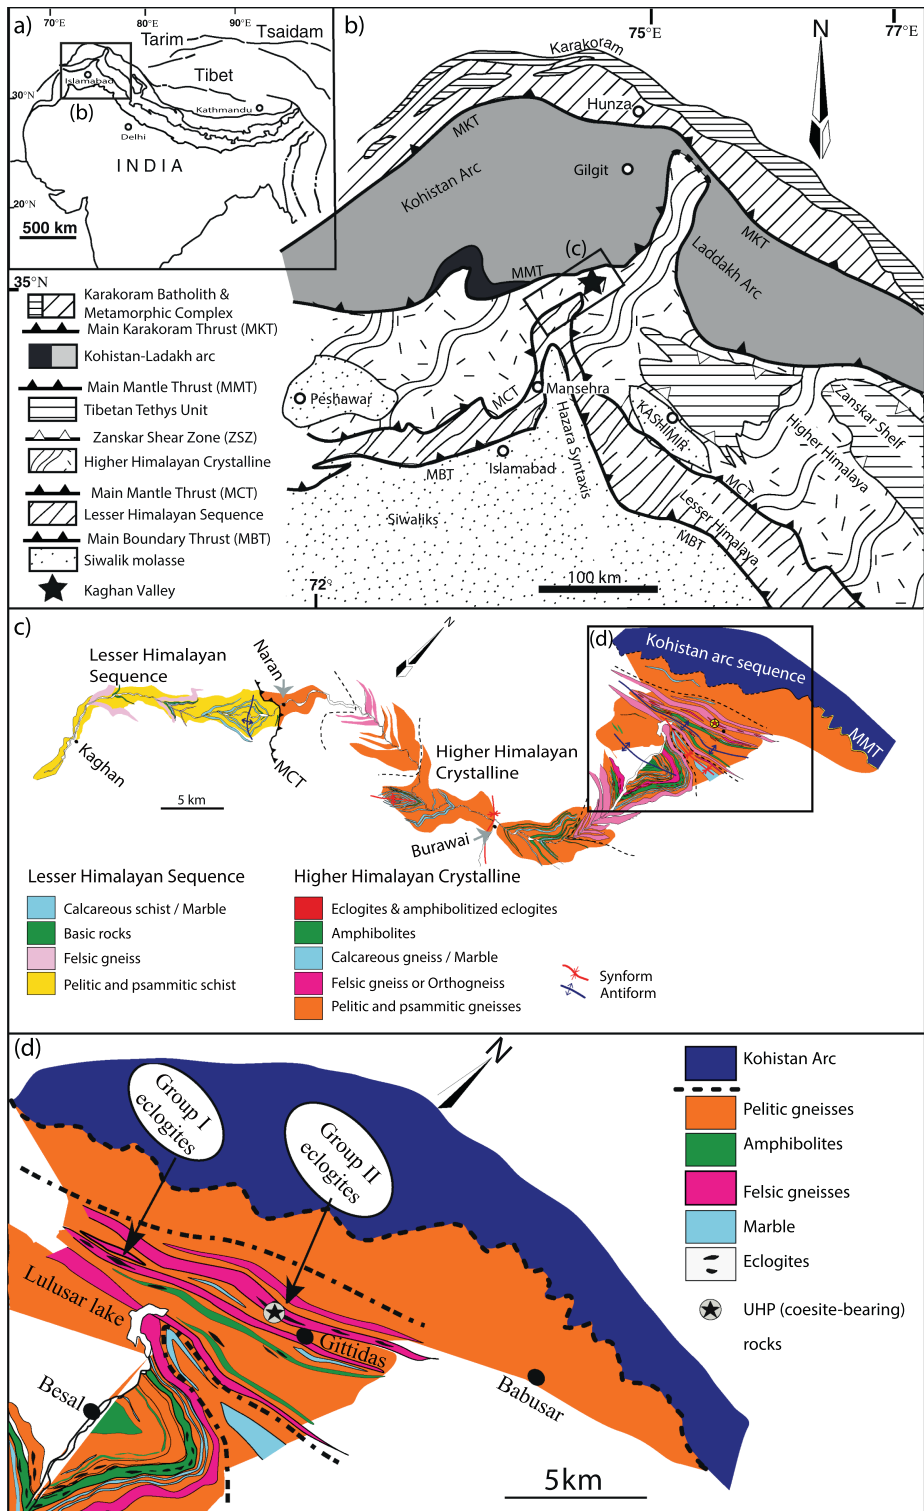 a)
70°E
80°E
90°E
Tarim
Tsaidam
Tibet
Islamabad
30°N
(b)
Kathmandu
Delhi
INDIA
20°N
500 km
b)
75°E
77°E
N
Karakoram
Hunza
MKT
Gilgit
Kohistan Arc
MKT
(c)
Laddakh Arc
MMT
35°N
Karakoram Batholith &
Metamorphic Complex
Main Karakoram Thrust (MKT)
Kohistan-Ladakh arc
Main Mantle Thrust (MMT)
Tibetan Tethys Unit
Zanskar Shear Zone (ZSZ)
Higher Himalayan Crystalline
Main Mantle Thrust (MCT)
Lesser Himalayan Sequence
Main Boundary Thrust (MBT)
Siwalik molasse
Kaghan Valley
Peshawar
MCT
Mansehra
KASHIMIR
Zanskar Shelf
Higher Himalaya
MBT
Islamabad
Hazara Syntaxis
MCT
Siwaliks
Lesser Himalaya
MBT
72°
100 km
c)
Lesser Himalayan
Sequence
Naran
N
(d)
Kohistan arc sequence
MMT
Kaghan
MCT
5 km
Higher Himalayan
Crystalline
Burawai
Lesser Himalayan Sequence
Calcareous schist / Marble
Basic rocks
Felsic gneiss
Pelitic and psammitic schist
Higher Himalayan Crystalline
Eclogites & amphibolitized eclogites
Amphibolites
Calcareous gneiss / Marble
Felsic gneiss or Orthogneiss
Pelitic and psammitic gneisses
Synform
Antiform
(d)
N
Group I
eclogites
Group II
eclogites
Lulusar lake
Gittidas
Besal
Babusar
5km
Kohistan Arc
Pelitic gneisses
Amphibolites
Felsic gneisses
Marble
Eclogites
UHP (coesite-bearing)
rocks